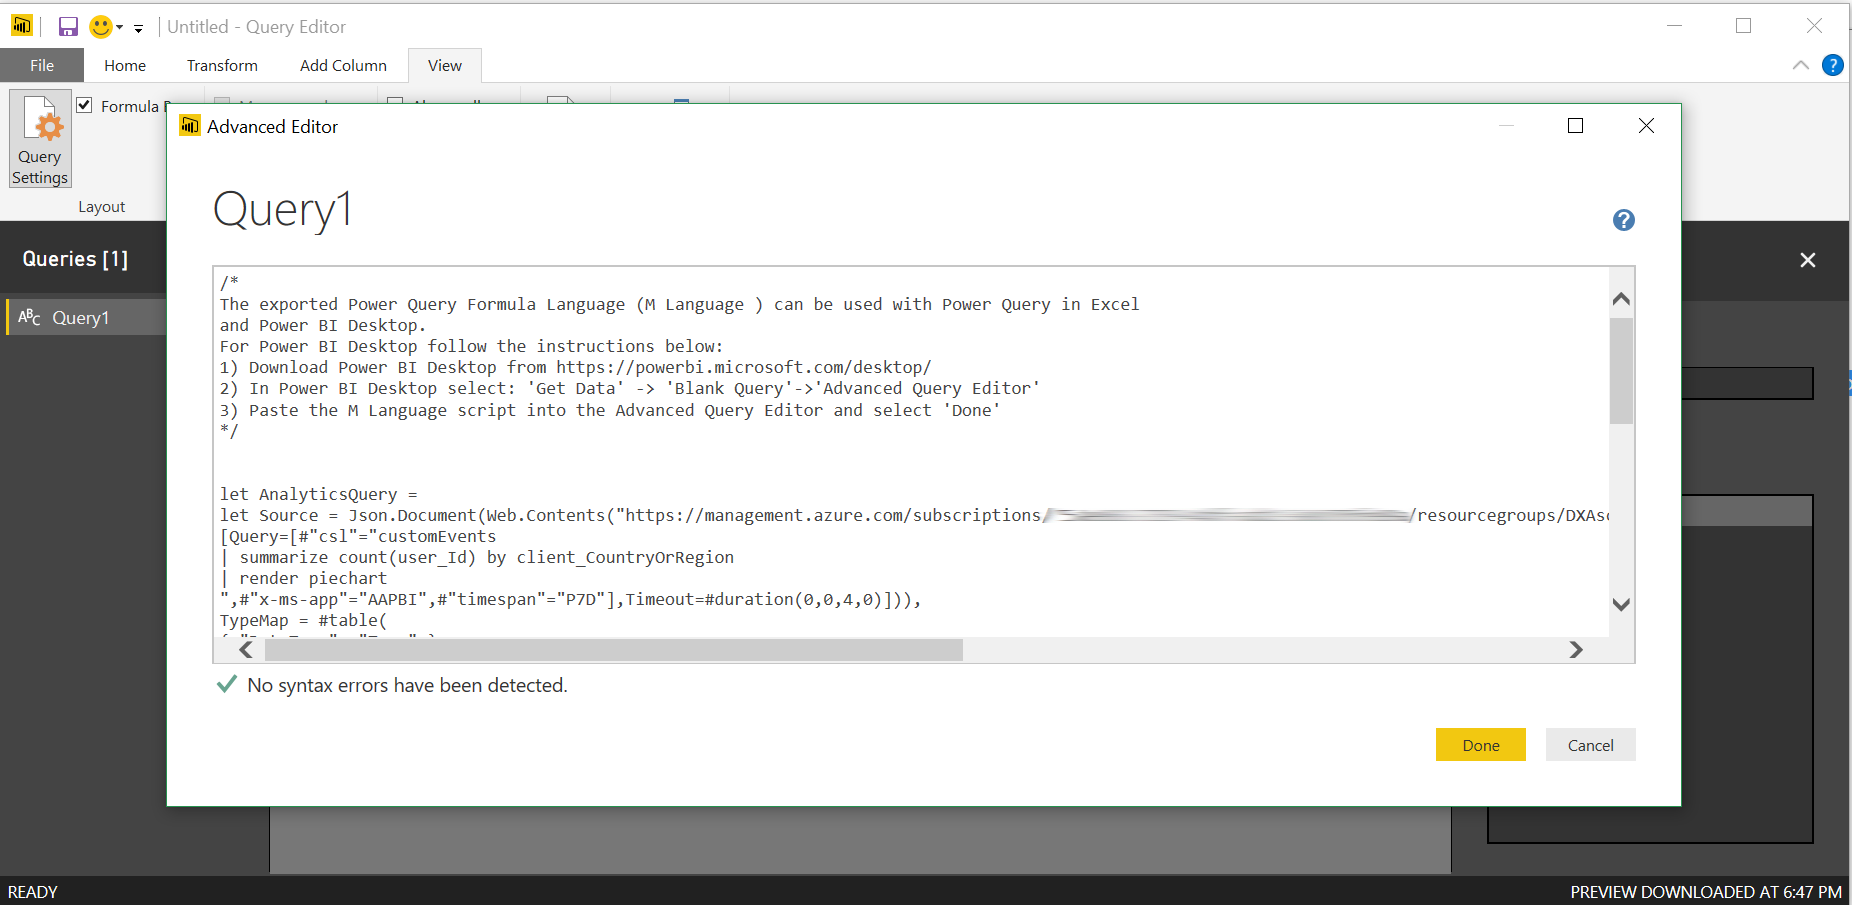 Untitled - Query Editor
File
Home
Transform
Add Column
View
Formula
Query
Settings
Layout
Advanced Editor
Query1
Queries [1]
ABC Query1
/*
The exported Power Query Formula Language (M Language ) can be used with Power Query in Excel
and Power BI Desktop.
For Power BI Desktop follow the instructions below:
1) Download Power BI Desktop from https://powerbi.microsoft.com/desktop/
2) In Power BI Desktop select: 'Get Data' -> 'Blank Query'->'Advanced Query Editor'
3) Paste the M Language script into the Advanced Query Editor and select 'Done'
*/
let AnalyticsQuery =
let Source = Json.Document(Web.Contents("https://management.azure.com/subscriptions/ /resourcegroups/DXAsc
[Query=[#"csl"="customEvents
| summarize count(user_Id) by client_CountryOrRegion
| render piechart
",#"x-ms-app"="AAPBI",#"timespan"="P7D"],Timeout=#duration(0,0,4,0)])),
TypeMap = #table(
No syntax errors have been detected.
Done
Cancel
READY
PREVIEW DOWNLOADED AT 6:47 PM